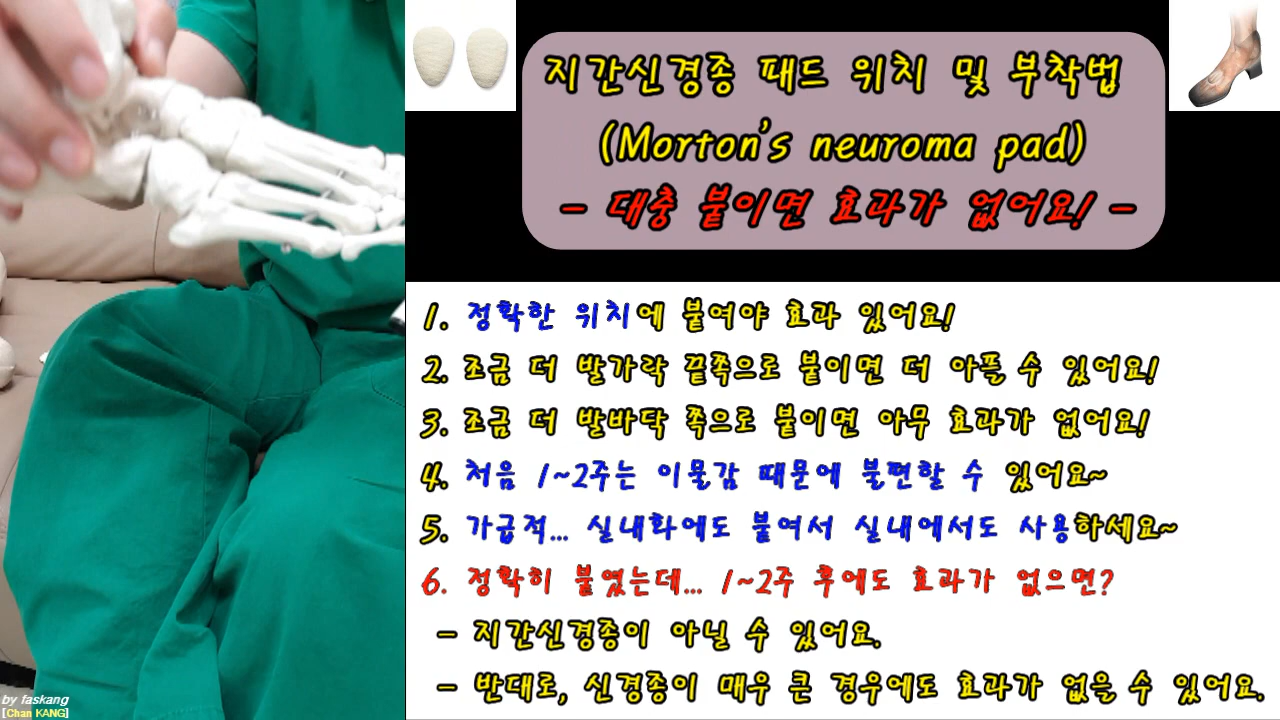 지간신경종 패드 위치 및 부착법
(Morton's neuroma pad)
- 대충 붙이면 효과가 없어요! -
1. 정확한 위치에 붙여야 효과 있어요!
2. 조금 더 발가락 끝쪽으로 붙이면 더 아플 수 있어요!
3. 조금 더 발바닥 쪽으로 붙이면 아무 효과가 없어요!
4. 처음 1~2주는 이물감 때문에 불편할 수 있어요~
5. 가급적... 실내화에도 붙여서 실내에서도 사용하세요~
6. 정확히 붙였는데... 1~2주 후에도 효과가 없으면?
- 지간신경종이 아닐 수 있어요.
- 반대로, 신경종이 매우 큰 경우에도 효과가 없을 수 있어요.
by faskang
[Chan KANG]